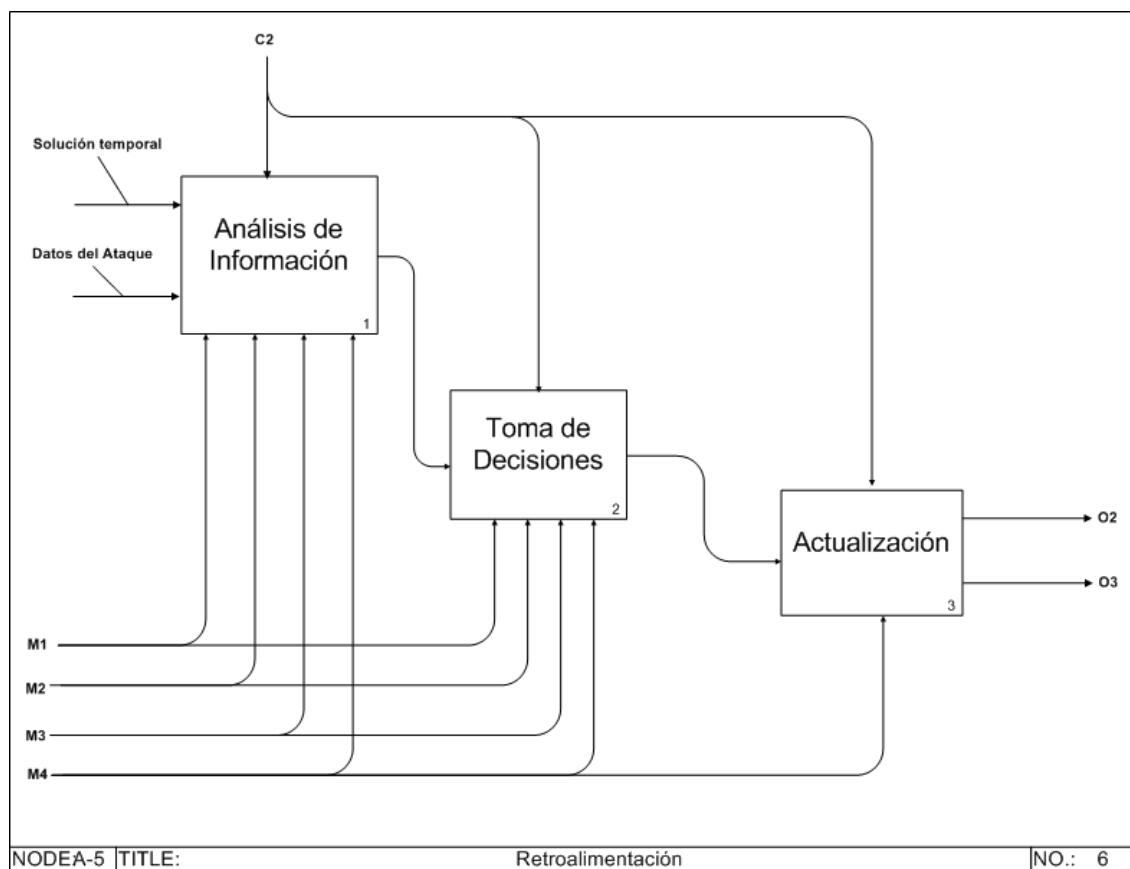 C2
Solución temporal
Análisis de
Información
1
Datos del Ataque
Toma de
Decisiones
2
Actualización
3
O2
O3
M1
M2
M3
M4
NODEA-5
TITLE:
Retroalimentación
NO.: 6